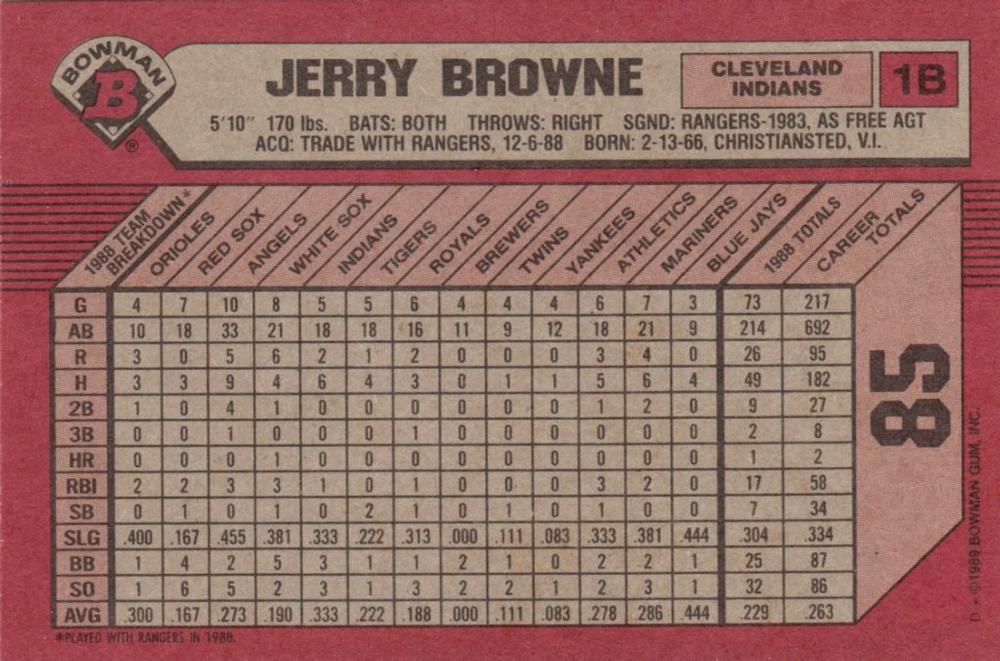 BOWMAN
B
®
JERRY BROWNE
CLEVELAND INDIANS
1B
5'10" 170 lbs. BATS: BOTH THROWS: RIGHT SGND: RANGERS-1983, AS FREE AGT
ACQ: TRADE WITH RANGERS, 12-6-88 BORN: 2-13-66, CHRISTIANSTED, V.I.
1988 TEAM BREAKDOWN* ORIOLES RED SOX ANGELS WHITE SOX INDIANS TIGERS ROYALS BREWERS TWINS YANKEES ATHLETICS MARINERS BLUE JAYS 1988 TOTALS CAREER TOTALS
G 4 7 10 8 5 5 6 4 4 4 6 7 3 73 217
AB 10 18 33 21 18 18 16 11 9 12 18 21 9 214 692
R 3 0 5 6 2 1 2 0 0 0 3 4 0 26 95
H 3 3 9 4 6 4 3 0 1 1 5 6 4 49 182
2B 1 0 4 1 0 0 0 0 0 0 1 2 0 9 27
3B 0 0 1 0 0 0 1 0 0 0 0 0 0 2 8
HR 0 0 0 1 0 0 0 0 0 0 0 0 0 1 2
RBI 2 2 3 3 1 0 1 0 0 0 3 2 0 17 58
SB 0 1 0 1 0 2 1 0 1 0 1 0 0 7 34
SLG .400 .167 .455 .381 .333 .222 .313 .000 .111 .083 .333 .381 .444 .304 .334
BB 1 4 2 5 3 1 1 2 1 0 2 2 1 25 87
SO 1 6 5 2 3 1 3 2 2 1 2 3 1 32 86
AVG .300 .167 .273 .190 .333 .222 .188 .000 .111 .083 .278 .286 .444 .229 .263
85
*PLAYED WITH RANGERS IN 1988.
D * ©1989 BOWMAN GUM, INC.